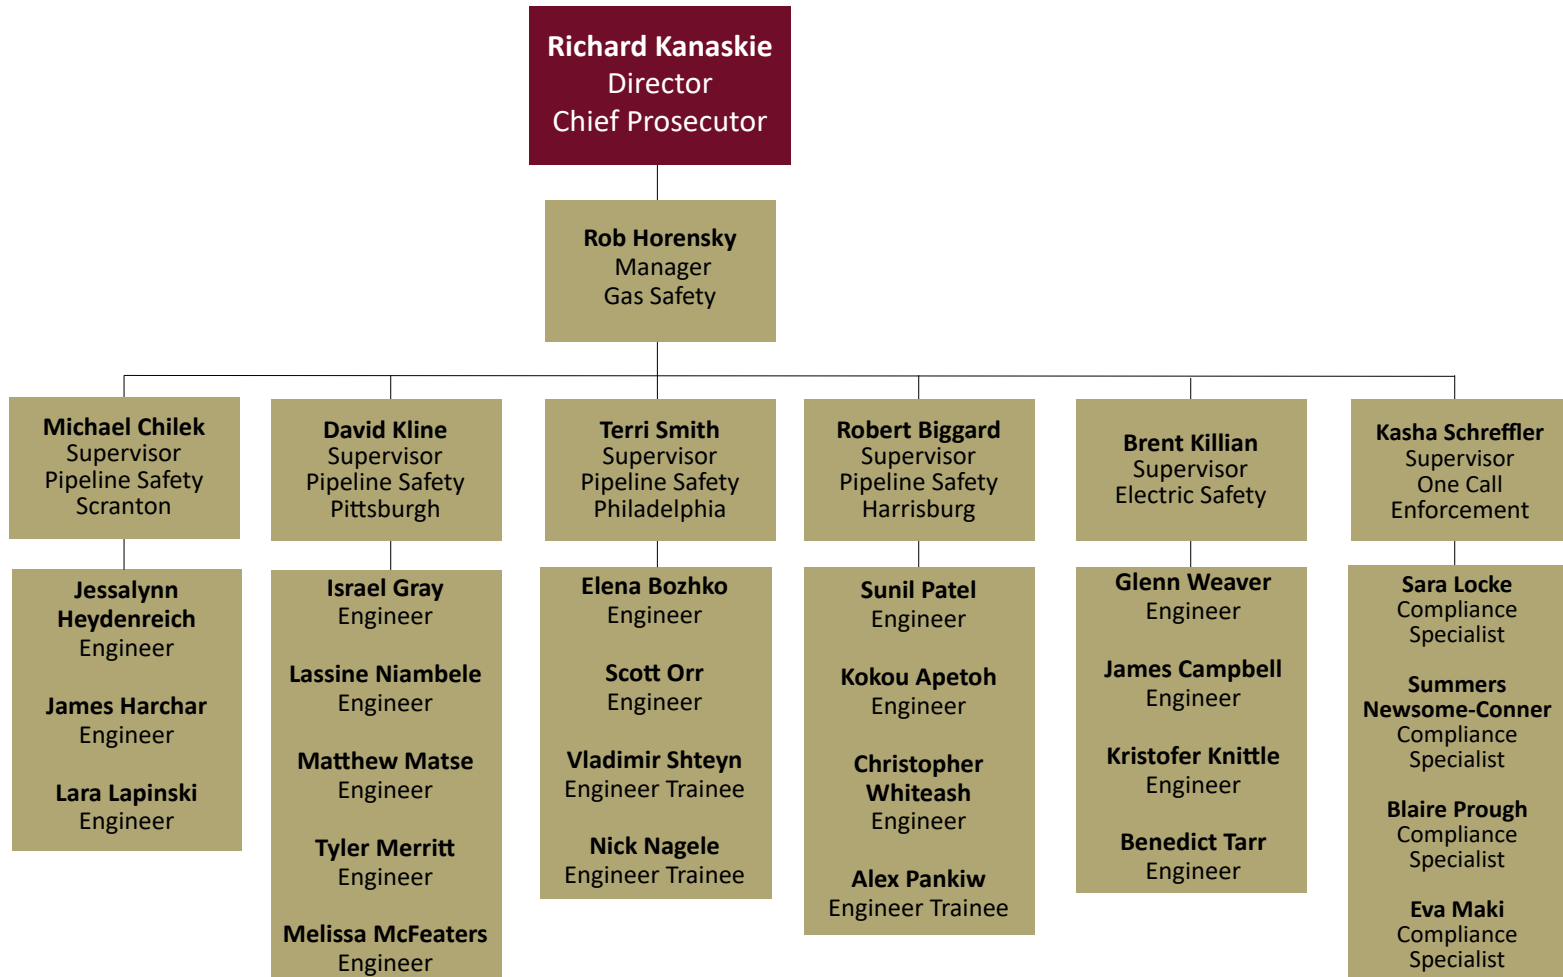 Richard Kanaskie
Director
Chief Prosecutor
Rob Horensky
Manager
Gas Safety
Michael Chilek
Supervisor
Pipeline Safety
Scranton
David Kline
Supervisor
Pipeline Safety
Pittsburgh
Terri Smith
Supervisor
Pipeline Safety
Philadelphia
Robert Biggard
Supervisor
Pipeline Safety
Harrisburg
Brent Killian
Supervisor
Electric Safety
Kasha Schreffler
Supervisor
One Call
Enforcement
Jessalynn
Heydenreich
Engineer
James Harchar
Engineer
Lara Lapinski
Engineer
Israel Gray
Engineer
Lassine Niambele
Engineer
Matthew Matse
Engineer
Tyler Merritt
Engineer
Melissa McFeaters
Engineer
Elena Bozhko
Engineer
Scott Orr
Engineer
Vladimir Shteyn
Engineer Trainee
Nick Nagele
Engineer Trainee
Sunil Patel
Engineer
Kokou Apetoh
Engineer
Christopher
Whiteash
Engineer
Alex Pankiw
Engineer Trainee
Glenn Weaver
Engineer
James Campbell
Engineer
Kristofer Knittle
Engineer
Benedict Tarr
Engineer
Sara Locke
Compliance
Specialist
Summers
Newsome-Conner
Compliance
Specialist
Blaire Prough
Compliance
Specialist
Eva Maki
Compliance
Specialist